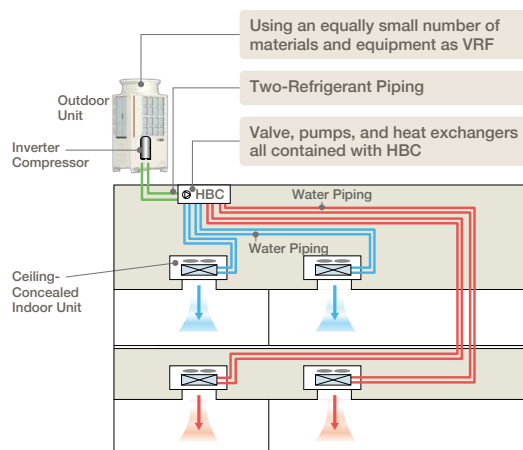 Using an equally small number of
materials and equipment as VRF
Outdoor
Unit
Two-Refrigerant Piping
Inverter
Compressor
Valve, pumps, and heat exchangers
all contained with HBC
HBC
Water Piping
Water Piping
Ceiling-
Concealed
Indoor Unit